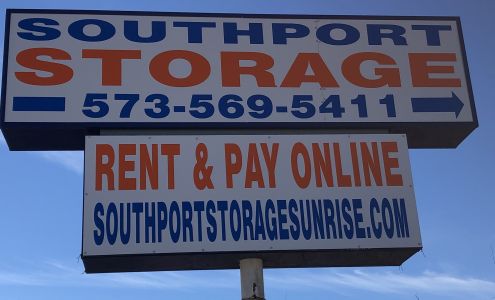 SOUTHPORT
STORAGE
573-569-5411
RENT & PAY ONLINE
SOUTHPORTSTORAGESUNRISE.COM